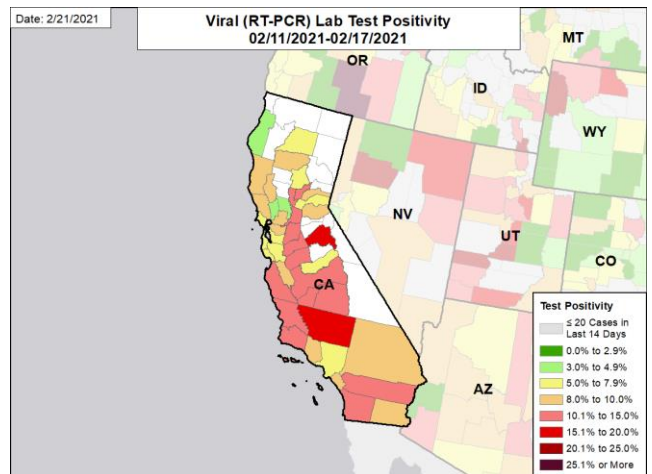 Date: 2/21/2021
Viral (RT-PCR) Lab Test Positivity
02/11/2021-02/17/2021
MT
OR
ID
WY
NV
UT
CO
CA
AZ
Test Positivity
≤ 20 Cases in
Last 14 Days
0.0% to 2.9%
3.0% to 4.9%
5.0% to 7.9%
8.0% to 10.0%
10.1% to 15.0%
15.1% to 20.0%
20.1% to 25.0%
25.1% or More